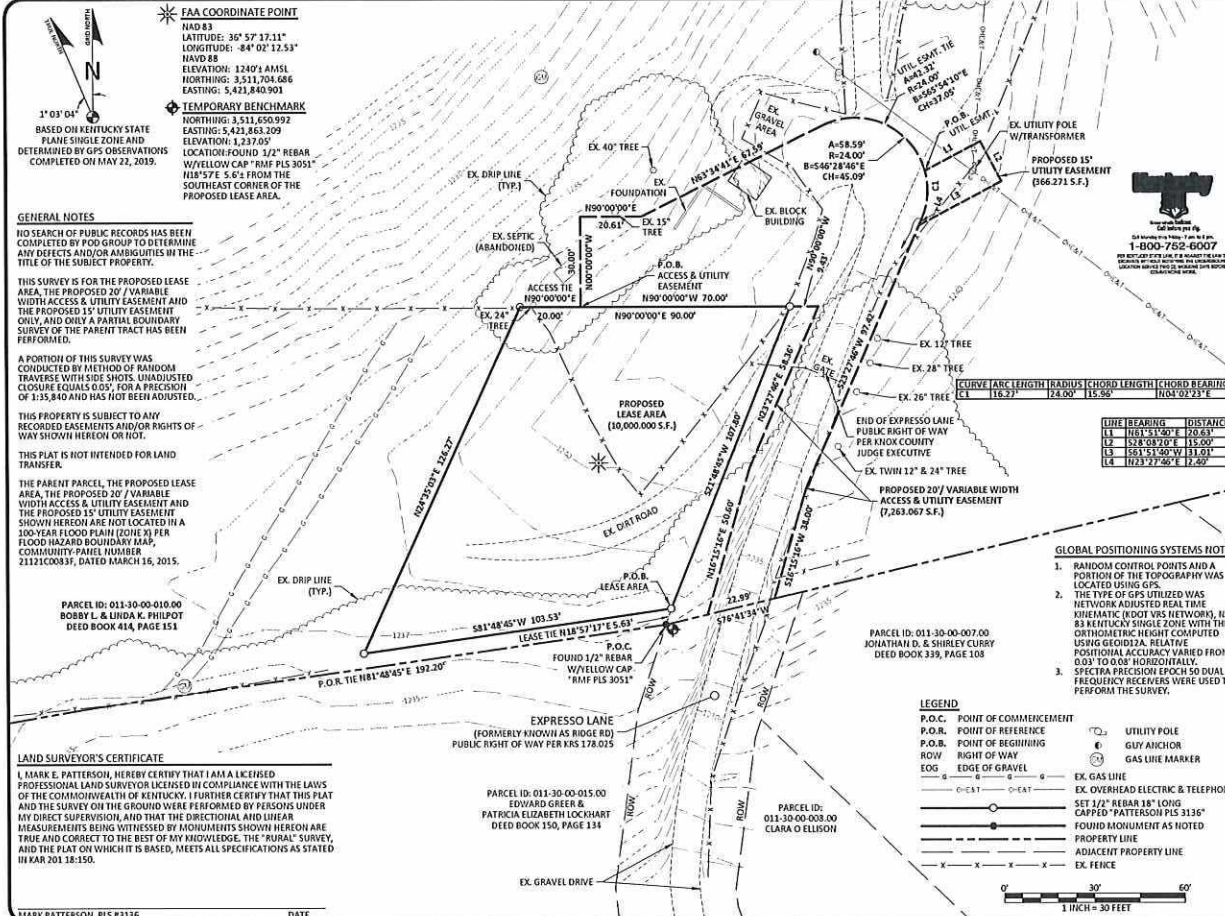 FAA COORDINATE POINT
NAD 83
LATITUDE: 36° 57' 17.11"
LONGITUDE: -84° 02' 12.53"
NAVD 88
ELEVATION: 1240'± AMSL
NORTHING: 3,511,704.686
EASTING: 5,421,840.901
TEMPORARY BENCHMARK
NORTHING: 3,511,650.992
EASTING: 5,421,863.209
ELEVATION: 1,237.05'
LOCATION:FOUND 1/2" REBAR
W/YELLOW CAP "RMF PLS 3051"
N18°57'E 5.6'± FROM THE
SOUTHEAST CORNER OF THE
PROPOSED LEASE AREA.
TRUE NORTH
GRID NORTH
N
1° 03' 04"
BASED ON KENTUCKY STATE
PLANE SINGLE ZONE AND
DETERMINED BY GPS OBSERVATIONS
COMPLETED ON MAY 22, 2019.
GENERAL NOTES
NO SEARCH OF PUBLIC RECORDS HAS BEEN
COMPLETED BY POD GROUP TO DETERMINE
ANY DEFECTS AND/OR AMBIGUITIES IN THE
TITLE OF THE SUBJECT PROPERTY.
THIS SURVEY IS FOR THE PROPOSED LEASE
AREA, THE PROPOSED 20' / VARIABLE
WIDTH ACCESS & UTILITY EASEMENT AND
THE PROPOSED 15' UTILITY EASEMENT
ONLY, AND ONLY A PARTIAL BOUNDARY
SURVEY OF THE PARENT TRACT HAS BEEN
PERFORMED.
A PORTION OF THIS SURVEY WAS
CONDUCTED BY METHOD OF RANDOM
TRAVERSE WITH SIDE SHOTS. UNADJUSTED
CLOSURE EQUALS 0.05', FOR A PRECISION
OF 1:35,840 AND HAS NOT BEEN ADJUSTED.
THIS PROPERTY IS SUBJECT TO ANY
RECORDED EASEMENTS AND/OR RIGHTS OF
WAY SHOWN HEREON OR NOT.
THIS PLAT IS NOT INTENDED FOR LAND
TRANSFER.
THE PARENT PARCEL, THE PROPOSED LEASE
AREA, THE PROPOSED 20' / VARIABLE
WIDTH ACCESS & UTILITY EASEMENT AND
THE PROPOSED 15' UTILITY EASEMENT
SHOWN HEREON ARE NOT LOCATED IN A
100-YEAR FLOOD PLAIN (ZONE X) PER
FLOOD HAZARD BOUNDARY MAP,
COMMUNITY-PANEL NUMBER
21121C0083F, DATED MARCH 16, 2015.
PARCEL ID: 011-30-00-010.00
BOBBY L. & LINDA K. PHILPOT
DEED BOOK 414, PAGE 151
LAND SURVEYOR'S CERTIFICATE
I, MARK E. PATTERSON, HEREBY CERTIFY THAT I AM A LICENSED
PROFESSIONAL LAND SURVEYOR LICENSED IN COMPLIANCE WITH THE LAWS
OF THE COMMONWEALTH OF KENTUCKY. I FURTHER CERTIFY THAT THIS PLAT
AND THE SURVEY ON THE GROUND WERE PERFORMED BY PERSONS UNDER
MY DIRECT SUPERVISION, AND THAT THE DIRECTIONAL AND LINEAR
MEASUREMENTS BEING WITNESSED BY MONUMENTS SHOWN HEREON ARE
TRUE AND CORRECT TO THE BEST OF MY KNOWLEDGE. THE "RURAL" SURVEY,
AND THE PLAT ON WHICH IT IS BASED, MEETS ALL SPECIFICATIONS AS STATED
IN KAR 201 18:150.
MARK PATTERSON, PLS #3136
DATE
EX. DRIP LINE
(TYP.)
EX. 40" TREE
EX. GRAVEL
AREA
EX.
FOUNDATION
EX. SEPTIC
(ABANDONED)
N90°00'00"E
20.61'
EX. 15"
TREE
N63°34'41"E 67.59'
EX. BLOCK
BUILDING
30.00'
N00°00'00"W
P.O.B.
ACCESS & UTILITY
EASEMENT
ACCESS TIE
N90°00'00"E
20.00'
N90°00'00"W 70.00'
N90°00'00"E 90.00'
EX. 24"
TREE
N90°00'00"W
9.43'
A=58.59'
R=24.00'
B=S46°28'46"E
CH=45.09'
UTIL. ESMT. TIE
A=42.32'
R=24.00'
B=S65°54'10"E
CH=37.05'
P.O.B.
UTIL. ESMT.
L1
L2
L3
L4
C1
EX. UTILITY POLE
W/TRANSFORMER
PROPOSED 15'
UTILITY EASEMENT
(366.271 S.F.)
1-800-752-6007
EX. 12" TREE
EX. 28" TREE
EX. 26" TREE
EX.
GATE
END OF EXPRESSO LANE
PUBLIC RIGHT OF WAY
PER KNOX COUNTY
JUDGE EXECUTIVE
EX. TWIN 12" & 24" TREE
PROPOSED 20'/ VARIABLE WIDTH
ACCESS & UTILITY EASEMENT
(7,263.067 S.F.)
PROPOSED
LEASE AREA
(10,000.000 S.F.)
N24°35'03"E 126.27'
S21°48'45"W 107.60'
N23°27'46"E 58.36'
S23°27'46"W 97.42'
N16°15'16"E 50.60'
S16°15'16"W 38.00'
EX. DIRT ROAD
EX. DRIP LINE
(TYP.)
P.O.B.
LEASE AREA
S81°48'45"W 103.53'
LEASE TIE N18°57'17"E 5.63'
P.O.R. TIE N81°48'45"E 192.20'
22.99'
S76°41'34"W
P.O.C.
FOUND 1/2" REBAR
W/YELLOW CAP
"RMF PLS 3051"
EXPRESSO LANE
(FORMERLY KNOWN AS RIDGE RD)
PUBLIC RIGHT OF WAY PER KRS 178.025
PARCEL ID: 011-30-00-015.00
EDWARD GREER &
PATRICIA ELIZABETH LOCKHART
DEED BOOK 150, PAGE 134
EX. GRAVEL DRIVE
ROW
ROW
ROW
ROW
PARCEL ID:
011-30-00-003.00
CLARA O ELLISON
PARCEL ID: 011-30-00-007.00
JONATHAN D. & SHIRLEY CURRY
DEED BOOK 339, PAGE 108
CURVE ARC LENGTH RADIUS CHORD LENGTH CHORD BEARING
C1 16.27' 24.00' 15.96' N04°02'23"E
LINE BEARING DISTANCE
L1 N61°51'40"E 20.63'
L2 S28°08'20"E 15.00'
L3 S61°51'40"W 31.01'
L4 N23°27'46"E 2.40'
GLOBAL POSITIONING SYSTEMS NOT
1. RANDOM CONTROL POINTS AND A
PORTION OF THE TOPOGRAPHY WAS
LOCATED USING GPS.
2. THE TYPE OF GPS UTILIZED WAS
NETWORK ADJUSTED REAL TIME
KINEMATIC (KDOT VRS NETWORK), N
83 KENTUCKY SINGLE ZONE WITH THE
ORTHOMETRIC HEIGHT COMPUTED
USING GEOID12A. RELATIVE
POSITIONAL ACCURACY VARIED FROM
0.03' TO 0.08' HORIZONTALLY.
3. SPECTRA PRECISION EPOCH 50 DUAL
FREQUENCY RECEIVERS WERE USED T
PERFORM THE SURVEY.
LEGEND
P.O.C. POINT OF COMMENCEMENT
P.O.R. POINT OF REFERENCE
P.O.B. POINT OF BEGINNING
ROW RIGHT OF WAY
EOG EDGE OF GRAVEL
UTILITY POLE
GUY ANCHOR
GAS LINE MARKER
EX. GAS LINE
EX. OVERHEAD ELECTRIC & TELEPHO
SET 1/2" REBAR 18" LONG
CAPPED "PATTERSON PLS 3136"
FOUND MONUMENT AS NOTED
PROPERTY LINE
ADJACENT PROPERTY LINE
EX. FENCE
0' 30' 60'
1 INCH = 30 FEET